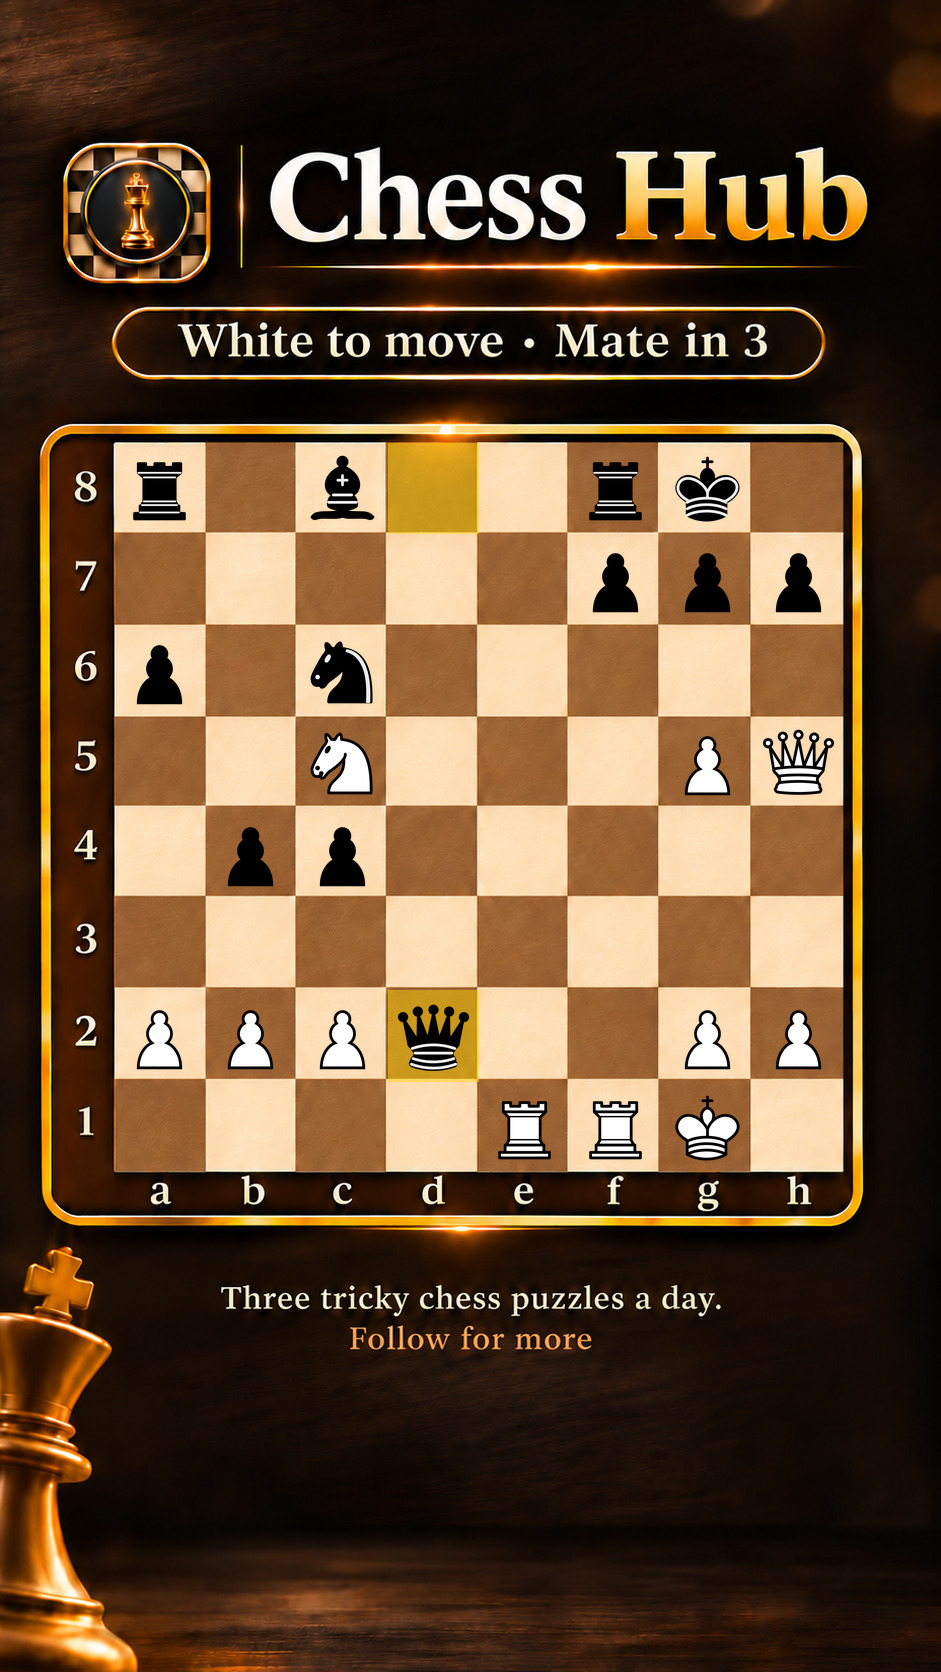 Chess Hub
White to move • Mate in 3
8
7
6
5
4
3
2
1
a b c d e f g h
Three tricky chess puzzles a day.
Follow for more